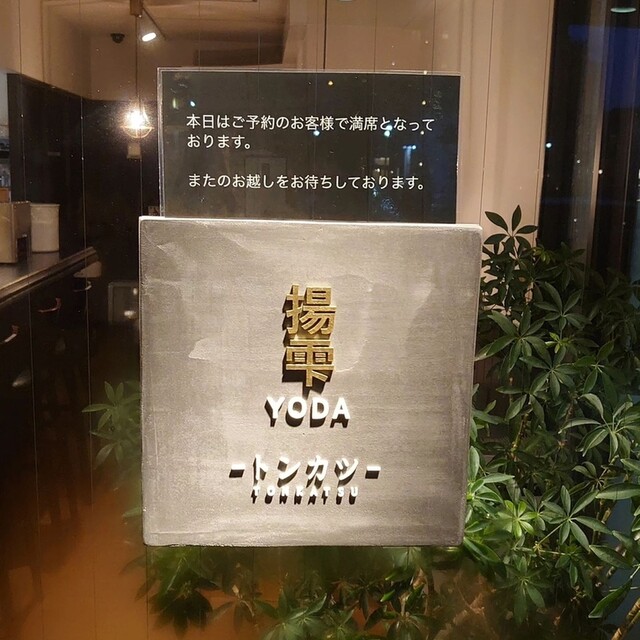 本日はご予約のお客様で満席となって
おります。
またのお越しをお待ちしております。
揚
雫
YODA
-トンカツ-
TONKATSU